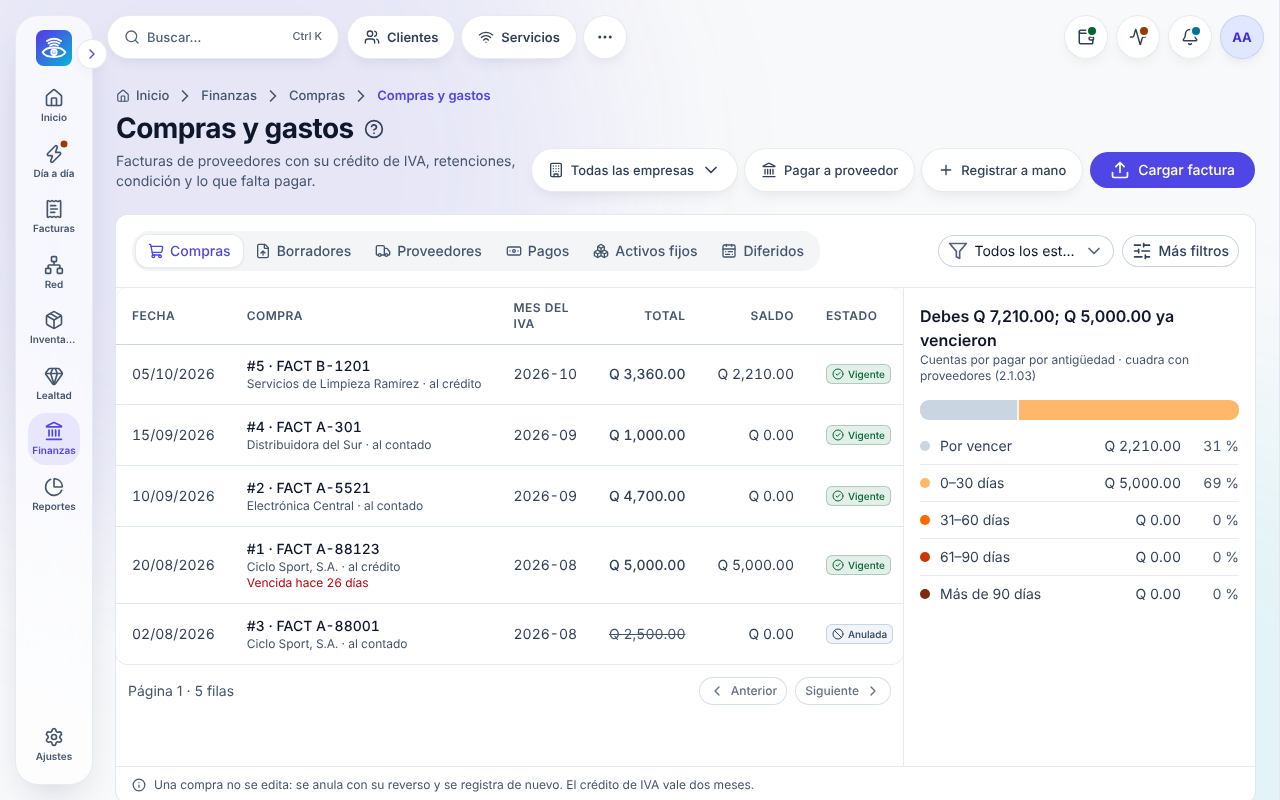 Buscar...
Ctrl K
Clientes
Servicios
AA
Inicio
Día a día
Facturas
Red
Inventa...
Lealtad
Finanzas
Reportes
Ajustes
Inicio > Finanzas > Compras > Compras y gastos
Compras y gastos
Facturas de proveedores con su crédito de IVA, retenciones,
condición y lo que falta pagar.
Todas las empresas
Pagar a proveedor
Registrar a mano
Cargar factura
Compras
Borradores
Proveedores
Pagos
Activos fijos
Diferidos
Todos los est...
Más filtros
FECHA COMPRA MES DEL IVA TOTAL SALDO ESTADO
05/10/2026 #5 · FACT B-1201 2026-10 Q 3,360.00 Q 2,210.00 Vigente
Servicios de Limpieza Ramírez · al crédito
15/09/2026 #4 · FACT A-301 2026-09 Q 1,000.00 Q 0.00 Vigente
Distribuidora del Sur · al contado
10/09/2026 #2 · FACT A-5521 2026-09 Q 4,700.00 Q 0.00 Vigente
Electrónica Central · al contado
20/08/2026 #1 · FACT A-88123 2026-08 Q 5,000.00 Q 5,000.00 Vigente
Ciclo Sport, S.A. · al crédito
Vencida hace 26 días
02/08/2026 #3 · FACT A-88001 2026-08 Q 2,500.00 Q 0.00 Anulada
Ciclo Sport, S.A. · al contado
Página 1 · 5 filas
Anterior
Siguiente
Debes Q 7,210.00; Q 5,000.00 ya
vencieron
Cuentas por pagar por antigüedad · cuadra con
proveedores (2.1.03)
Por vencer Q 2,210.00 31 %
0–30 días Q 5,000.00 69 %
31–60 días Q 0.00 0 %
61–90 días Q 0.00 0 %
Más de 90 días Q 0.00 0 %
Una compra no se edita: se anula con su reverso y se registra de nuevo. El crédito de IVA vale dos meses.